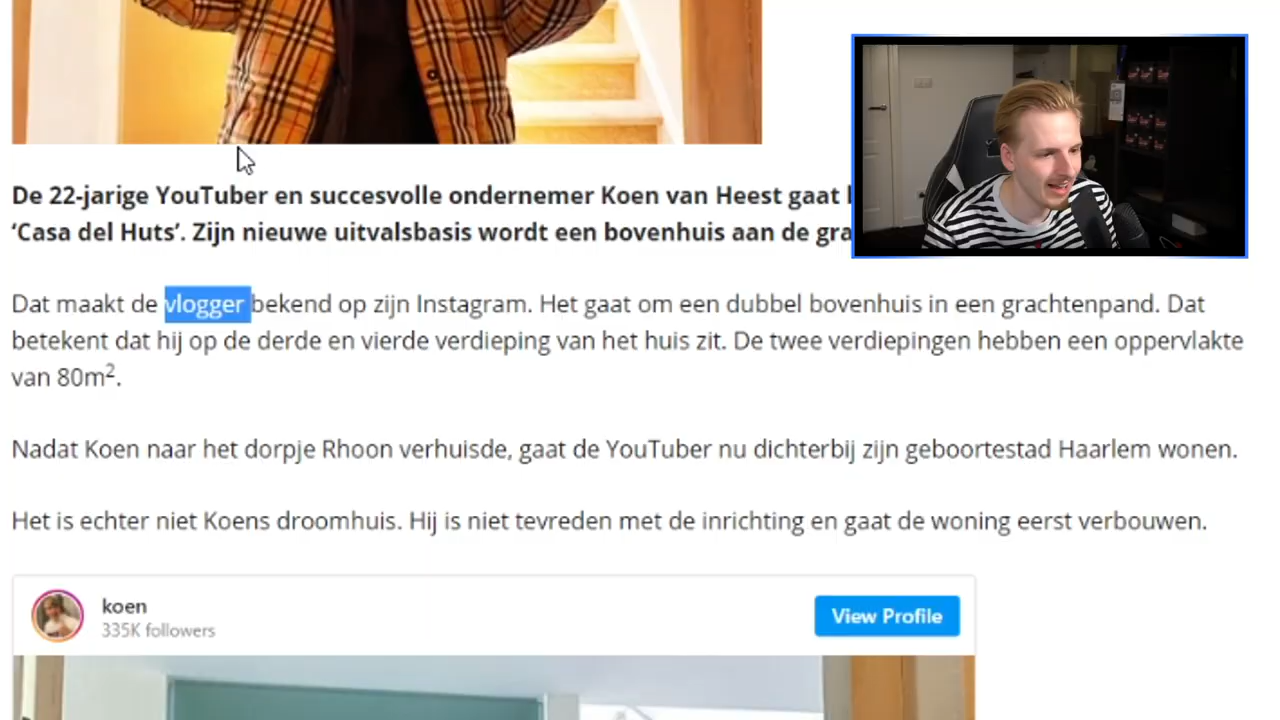 De 22-jarige YouTuber en succesvolle ondernemer Koen van Heest gaat
'Casa del Huts'. Zijn nieuwe uitvalsbasis wordt een bovenhuis aan de
Dat maakt de vlogger bekend op zijn Instagram. Het gaat om een dubbel bovenhuis in een grachtenpand. Dat
betekent dat hij op de derde en vierde verdieping van het huis zit. De twee verdiepingen hebben een oppervlakte
van 80m².
Nadat Koen naar het dorpje Rhoon verhuisde, gaat de YouTuber nu dichterbij zijn geboortestad Haarlem wonen.
Het is echter niet Koens droomhuis. Hij is niet tevreden met de inrichting en gaat de woning eerst verbouwen.
koen
335K followers
View Profile